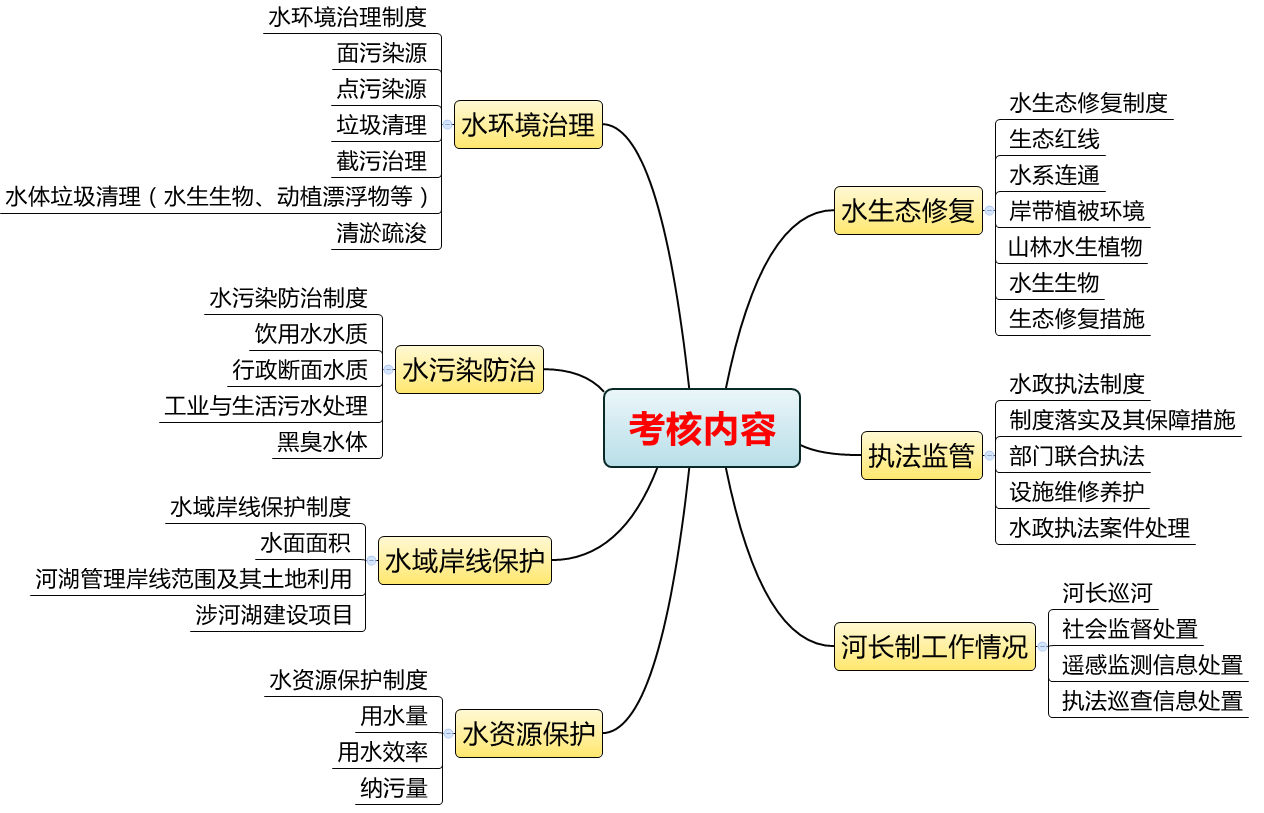 考核内容
水环境治理
水环境治理制度
面污染源
点污染源
垃圾清理
截污治理
水体垃圾清理（水生生物、动植漂浮物等）
清淤疏浚
水污染防治
水污染防治制度
饮用水水质
行政断面水质
工业与生活污水处理
黑臭水体
水域岸线保护
水域岸线保护制度
水面面积
河湖管理岸线范围及其土地利用
涉河湖建设项目
水资源保护
水资源保护制度
用水量
用水效率
纳污量
水生态修复
水生态修复制度
生态红线
水系连通
岸带植被环境
山林水生植物
水生生物
生态修复措施
执法监管
水政执法制度
制度落实及其保障措施
部门联合执法
设施维修养护
水政执法案件处理
河长制工作情况
河长巡河
社会监督处置
遥感监测信息处置
执法巡查信息处置